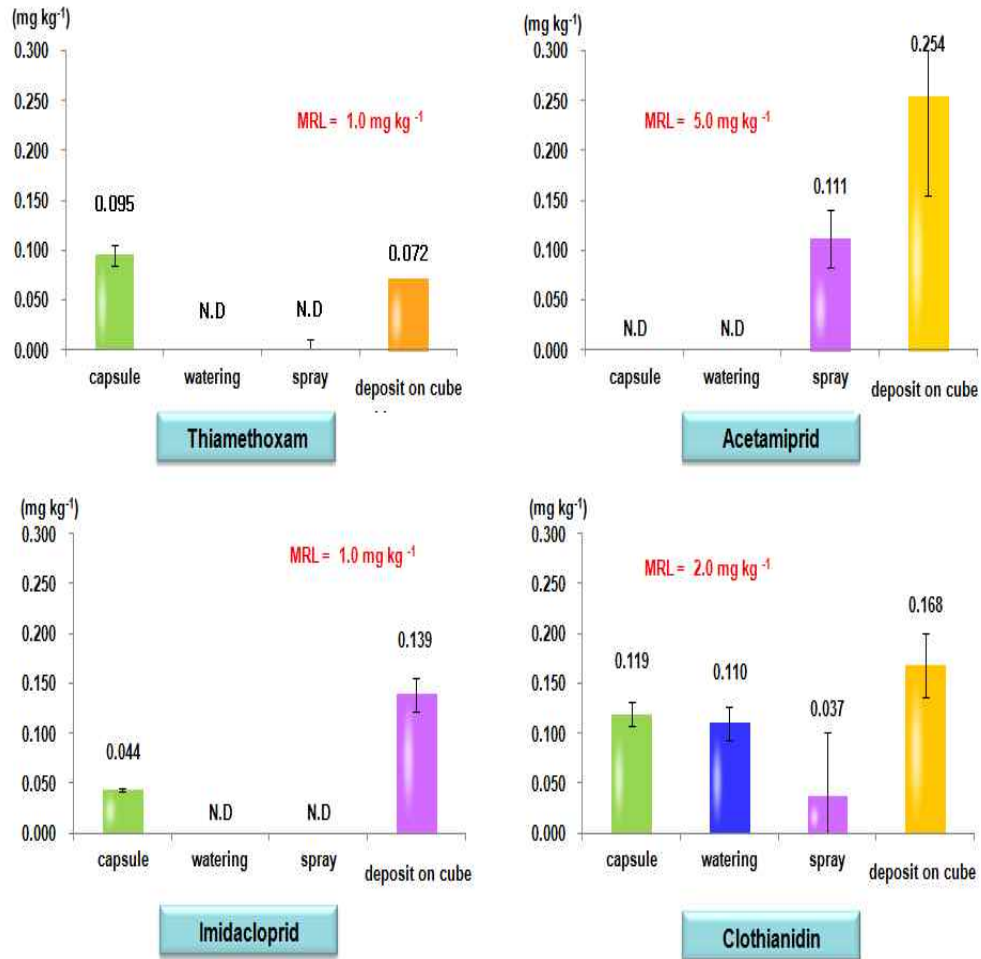 (mg kg-1)
0.300
0.250
0.200
0.150
0.100
0.050
0.000
MRL = 1.0 mg kg -1
0.095
N.D
N.D
0.072
capsule
watering
spray
deposit on cube
Thiamethoxam
(mg kg-1)
0.300
0.250
0.200
0.150
0.100
0.050
0.000
MRL = 5.0 mg kg -1
N.D
N.D
0.111
0.254
capsule
watering
spray
deposit on cube
Acetamiprid
(mg kg-1)
0.300
0.250
0.200
0.150
0.100
0.050
0.000
MRL = 1.0 mg kg -1
0.044
N.D
N.D
0.139
capsule
watering
spray
deposit on cube
Imidacloprid
(mg kg-1)
0.300
0.250
0.200
0.150
0.100
0.050
0.000
MRL = 2.0 mg kg -1
0.119
0.110
0.037
0.168
capsule
watering
spray
deposit on cube
Clothianidin